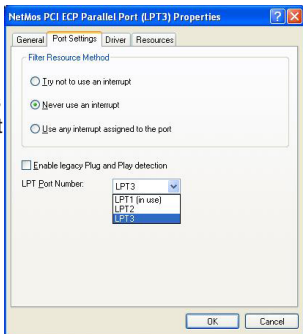 NetMos PCI ECP Parallel Port (LPT3) Properties
General Port Settings Driver Resources
Filter Resource Method
Try not to use an interrupt
Never use an interrupt
Use any interrupt assigned to the port
Enable legacy Plug and Play detection
LPT Port Number: LPT3
LPT1 (in use)
LPT2
LPT3
OK Cancel